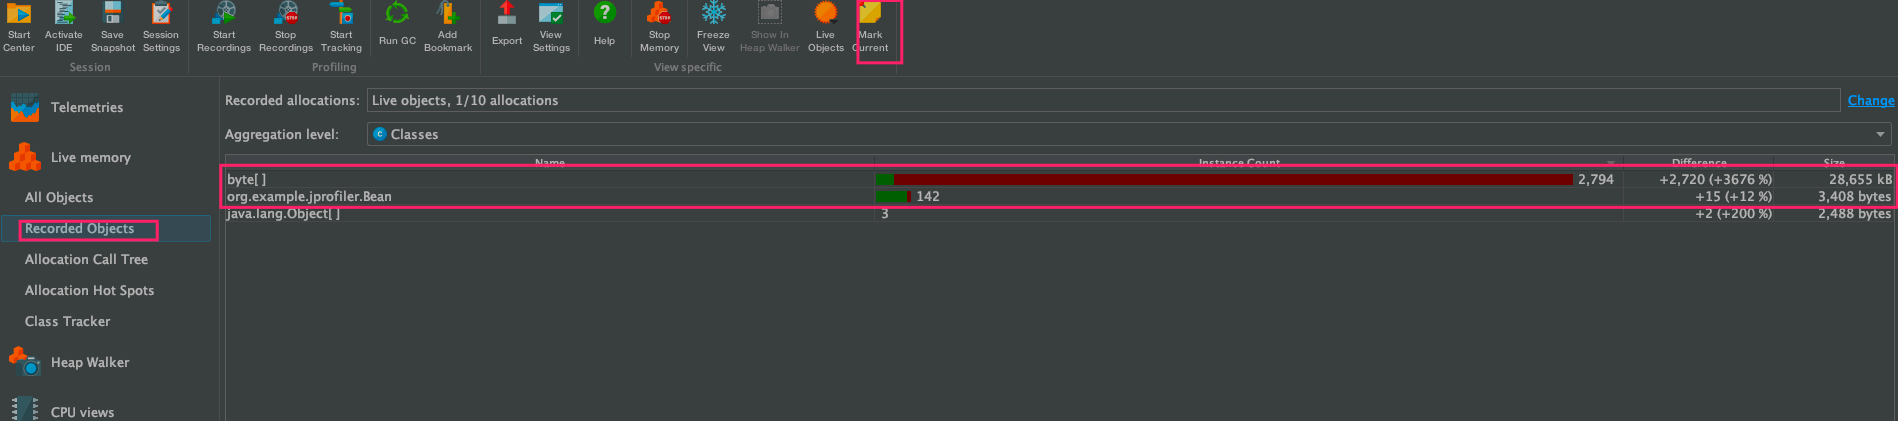 Start Center
Activate IDE
Save Snapshot
Session Settings
Start Recordings
Stop Recordings
Start Tracking
Run GC
Add Bookmark
Export
View Settings
Help
Stop Memory
Freeze View
Show In Heap Walker
Live Objects
Mark Current
Session
Profiling
View specific
Telemetries
Live memory
All Objects
Recorded Objects
Allocation Call Tree
Allocation Hot Spots
Class Tracker
Heap Walker
CPU views
Recorded allocations: Live objects, 1/10 allocations Change
Aggregation level: Classes
Name Instance Count Difference Size
byte[ ] 2,794 +2,720 (+3676 %) 28,655 kB
org.example.jprofiler.Bean 142 +15 (+12 %) 3,408 bytes
java.lang.Object[ ] 3 +2 (+200 %) 2,488 bytes